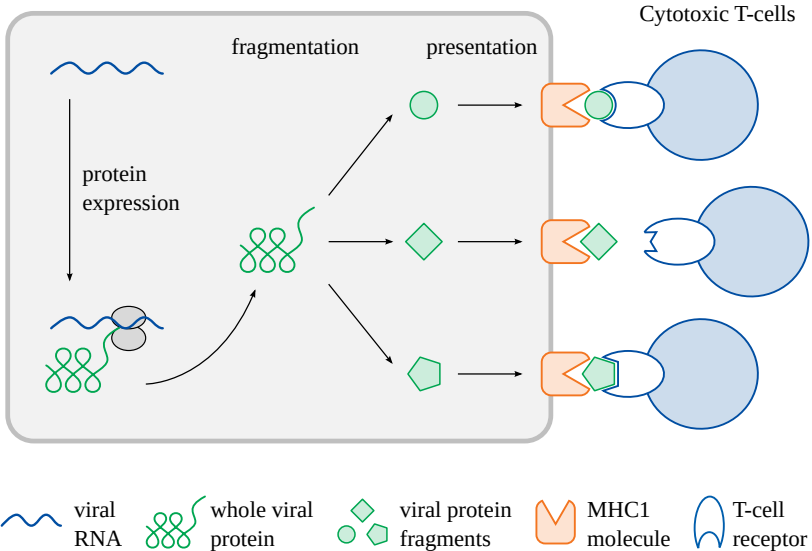 Cytotoxic T-cells
fragmentation
presentation
protein
expression
viral
RNA
whole viral
protein
viral protein
fragments
MHC1
molecule
T-cell
receptor